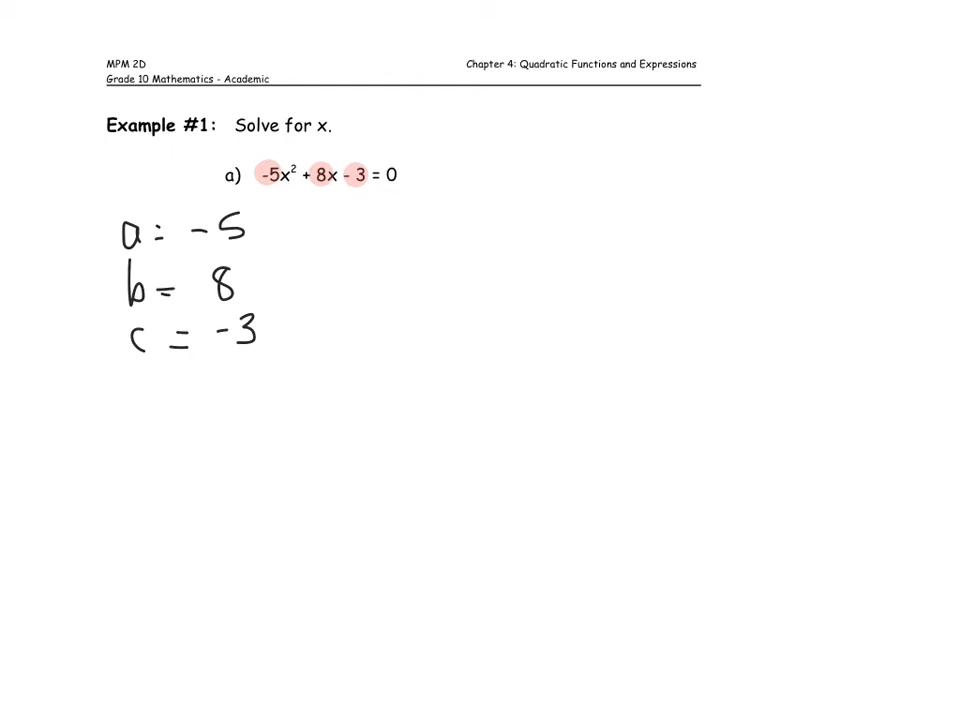 MPM 2D
Chapter 4: Quadratic Functions and Expressions
Grade 10 Mathematics - Academic
Example #1: Solve for x.
a) -5x² + 8x - 3 = 0
a = -5
b = 8
c = -3